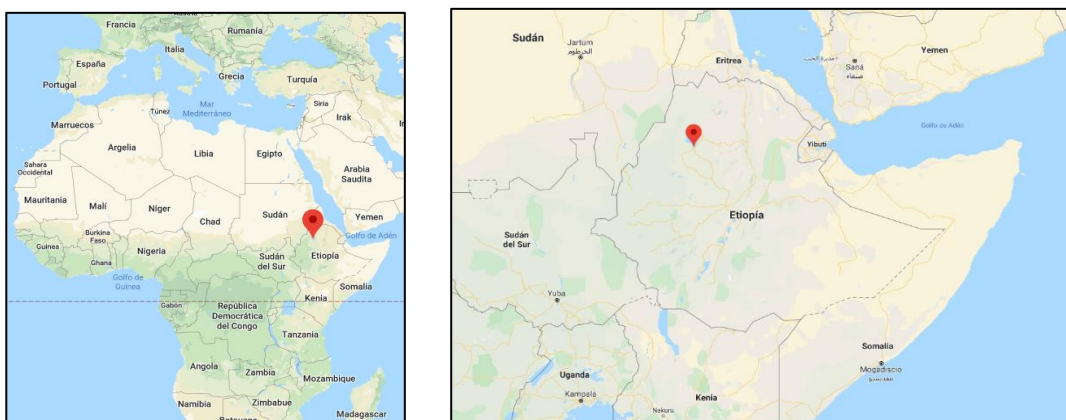 Francia
Rumanía
Italia
España
Portugal
Grecia
Turquía
Mar
Mediterráneo
Túnez
Siria
Irak
Marruecos
Argelia
Libia
Egipto
Sahara
Occidental
Arabia
Saudita
Mauritania
Malí
Níger
Chad
Sudán
Yemen
Golfo de Adén
Burkina
Faso
Guinea
Nigeria
Ghana
Sudán
del Sur
Etiopía
Golfo de
Guinea
Somalia
Gabón
Kenia
República
Democrática
del Congo
Tanzania
Angola
Zambia
Mozambique
Namibia
Zimbabue
Madagascar
Sudán
Jartum
الخرطوم
Eritrea
Yemen
Saná
صنعاء
Golfo de Adén
Yibuti
Etiopía
Sudán
del Sur
Yuba
Somalia
Mogadiscio
Uganda
Kampala
Kenia
Nakuru